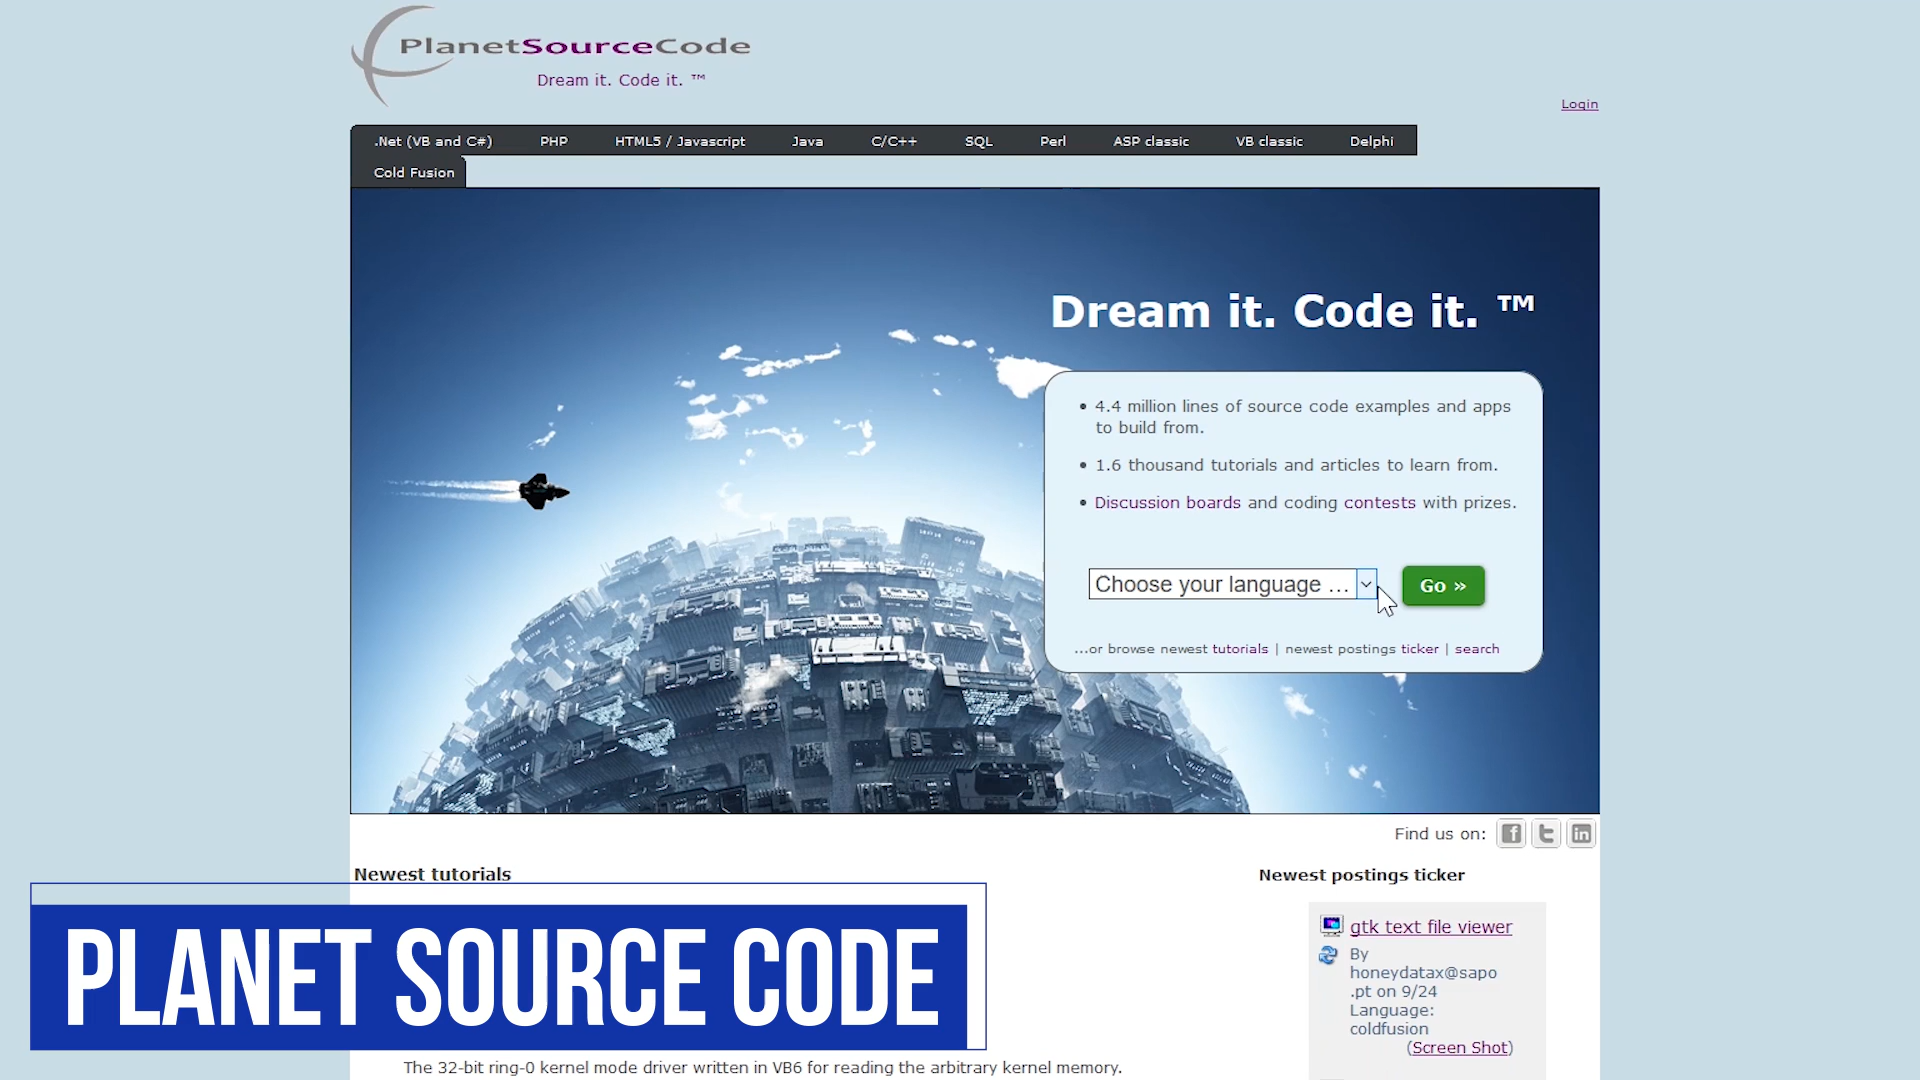 PlanetSourceCode
Dream it. Code it. ™
Login
.Net (VB and C#) PHP HTML5 / Javascript Java C/C++ SQL Perl ASP classic VB classic Delphi
Cold Fusion
Dream it. Code it. ™
• 4.4 million lines of source code examples and apps
to build from.
• 1.6 thousand tutorials and articles to learn from.
• Discussion boards and coding contests with prizes.
Choose your language ...
Go »
...or browse newest tutorials | newest postings ticker | search
Find us on:
Newest tutorials
Newest postings ticker
gtk text file viewer
By
honeydatax@sapo
.pt on 9/24
Language:
coldfusion
(Screen Shot)
PLANET SOURCE CODE
The 32-bit ring-0 kernel mode driver written in VB6 for reading the arbitrary kernel memory.